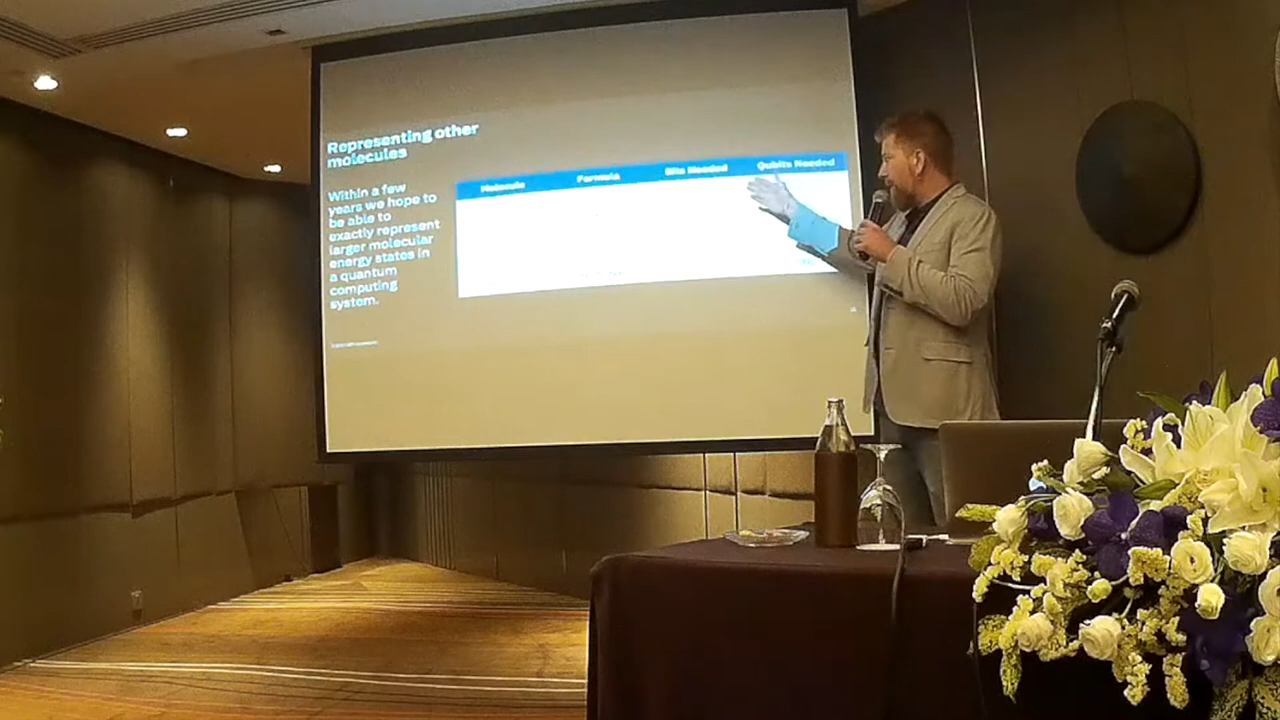 Representing other
molecules
Within a few
years we hope to
be able to
exactly represent
larger molecular
energy states in
a quantum
computing
system.
Molecule Formula Bits Needed Qubits Needed